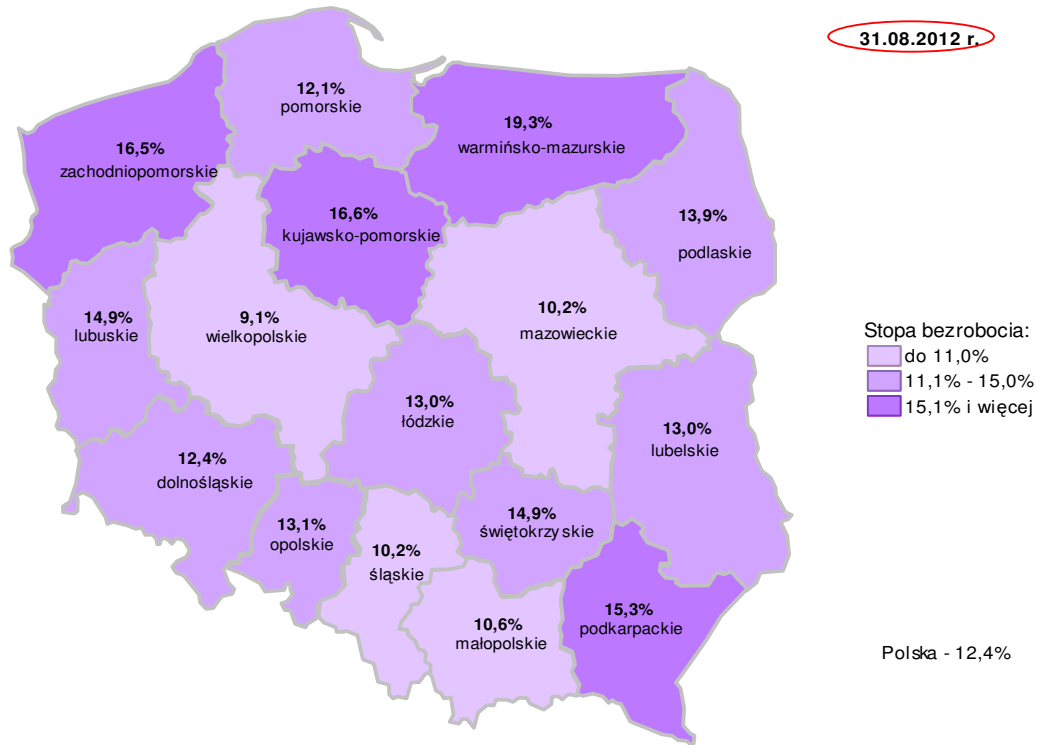 31.08.2012 r.
12,1%
pomorskie
19,3%
warmińsko-mazurskie
16,5%
zachodniopomorskie
16,6%
kujawsko-pomorskie
13,9%
podlaskie
14,9%
lubuskie
9,1%
wielkopolskie
10,2%
mazowieckie
Stopa bezrobocia:
do 11,0%
11,1% - 15,0%
15,1% i więcej
13,0%
łódzkie
13,0%
lubelskie
12,4%
dolnośląskie
13,1%
opolskie
14,9%
świętokrzyskie
10,2%
śląskie
10,6%
małopolskie
15,3%
podkarpackie
Polska - 12,4%